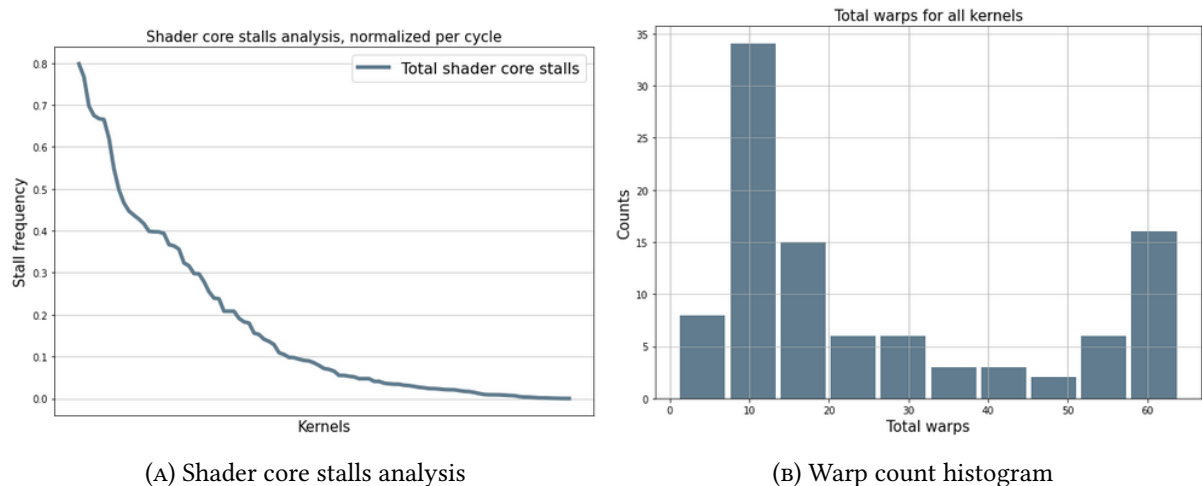 Shader core stalls analysis, normalized per cycle
Total shader core stalls
Stall frequency
0.8
0.7
0.6
0.5
0.4
0.3
0.2
0.1
0.0
Kernels
(A) Shader core stalls analysis
Total warps for all kernels
Counts
35
30
25
20
15
10
5
0
0 10 20 30 40 50 60
Total warps
(B) Warp count histogram